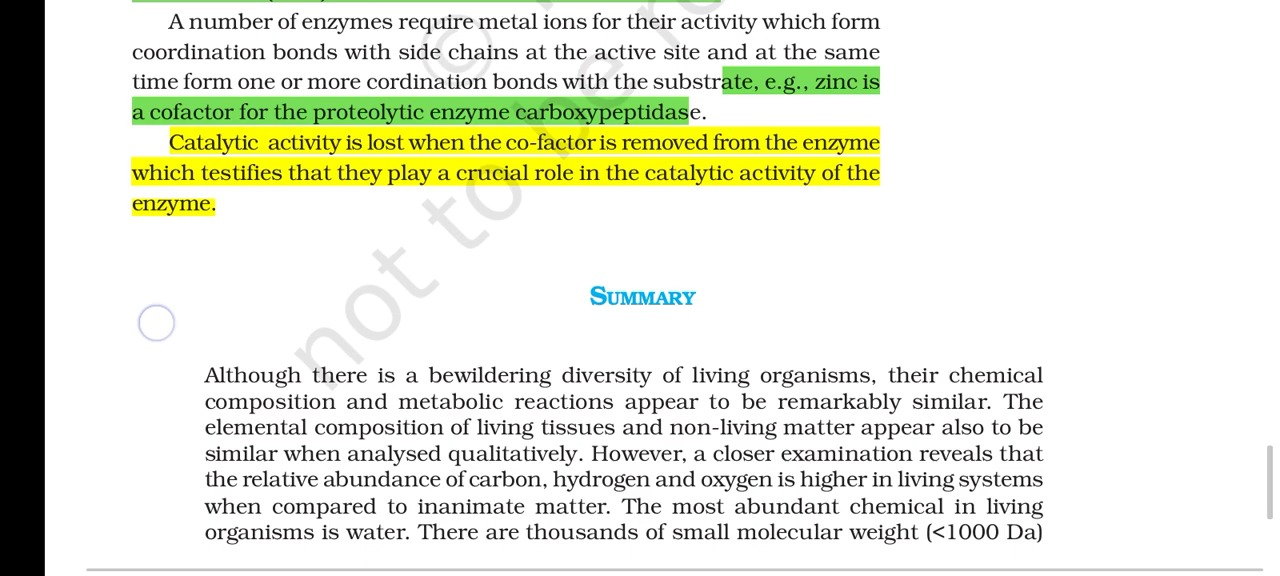 A number of enzymes require metal ions for their activity which form
coordination bonds with side chains at the active site and at the same
time form one or more cordination bonds with the substrate, e.g., zinc is
a cofactor for the proteolytic enzyme carboxypeptidase.
Catalytic activity is lost when the co-factor is removed from the enzyme
which testifies that they play a crucial role in the catalytic activity of the
enzyme.
not to be re
©
SUMMARY
Although there is a bewildering diversity of living organisms, their chemical
composition and metabolic reactions appear to be remarkably similar. The
elemental composition of living tissues and non-living matter appear also to be
similar when analysed qualitatively. However, a closer examination reveals that
the relative abundance of carbon, hydrogen and oxygen is higher in living systems
when compared to inanimate matter. The most abundant chemical in living
organisms is water. There are thousands of small molecular weight (<1000 Da)